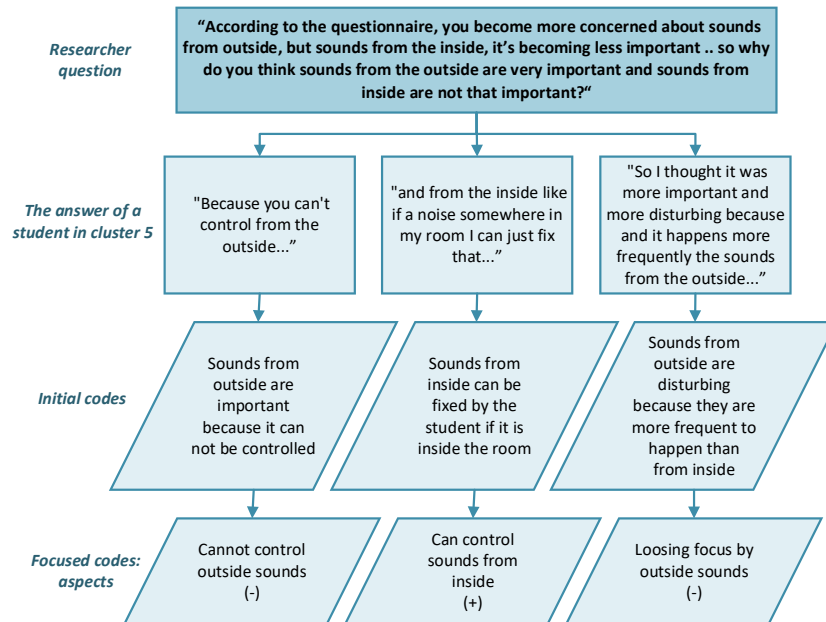 Researcher
question
“According to the questionnaire, you become more concerned about sounds
from outside, but sounds from the inside, it’s becoming less important .. so why
do you think sounds from the outside are very important and sounds from
inside are not that important?“
The answer of a
student in cluster 5
"Because you can't
control from the
outside...”
"and from the inside like
if a noise somewhere in
my room I can just fix
that...”
"So I thought it was
more important and
more disturbing because
and it happens more
frequently the sounds
from the outside...”
Initial codes
Sounds from
outside are
important
because it can
not be controlled
Sounds from
inside can be
fixed by the
student if it is
inside the room
Sounds from
outside are
disturbing
because they are
more frequent to
happen than
from inside
Focused codes:
aspects
Cannot control
outside sounds
(-)
Can control
sounds from
inside
(+)
Loosing focus by
outside sounds
(-)